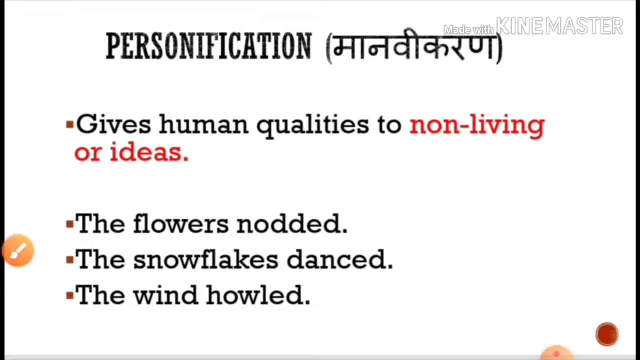 Made with KINEMASTER
PERSONIFICATION (मानवीकरण)
▪Gives human qualities to non-living
or ideas.
▪The flowers nodded.
▪The snowflakes danced.
▪The wind howled.